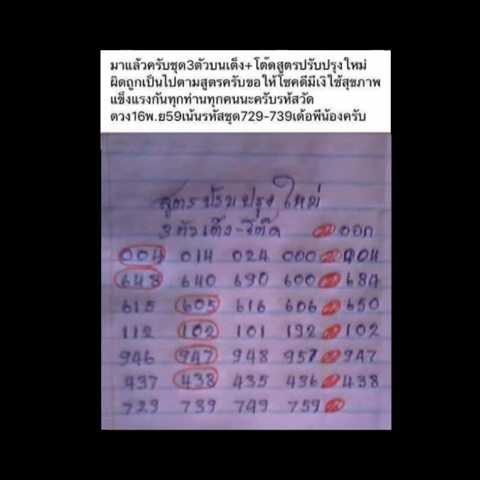 มาแล้วครับชุด3ตัวบนเด็ง+โต๊ดสูตรปรับปรุงใหม่
ผิดถูกเป็นไปตามสูตรครับขอให้โชคดีมีเงิใช้สุขภาพ
แข็งแรงกันทุกท่านทุกคนนะครับรหัสวัด
ดวง16พ.ย59เน้นรหัสชุด729-739เด้อพี่น้องครับ
สูตรปรับปรุงใหม่
3ตัวเต็ง-โต๊ด ออก
004 014 024 000 904
643 640 690 600 684
615 605 616 606 650
112 102 101 192 102
946 947 948 957 947
437 438 435 436 438
729 739 749 759